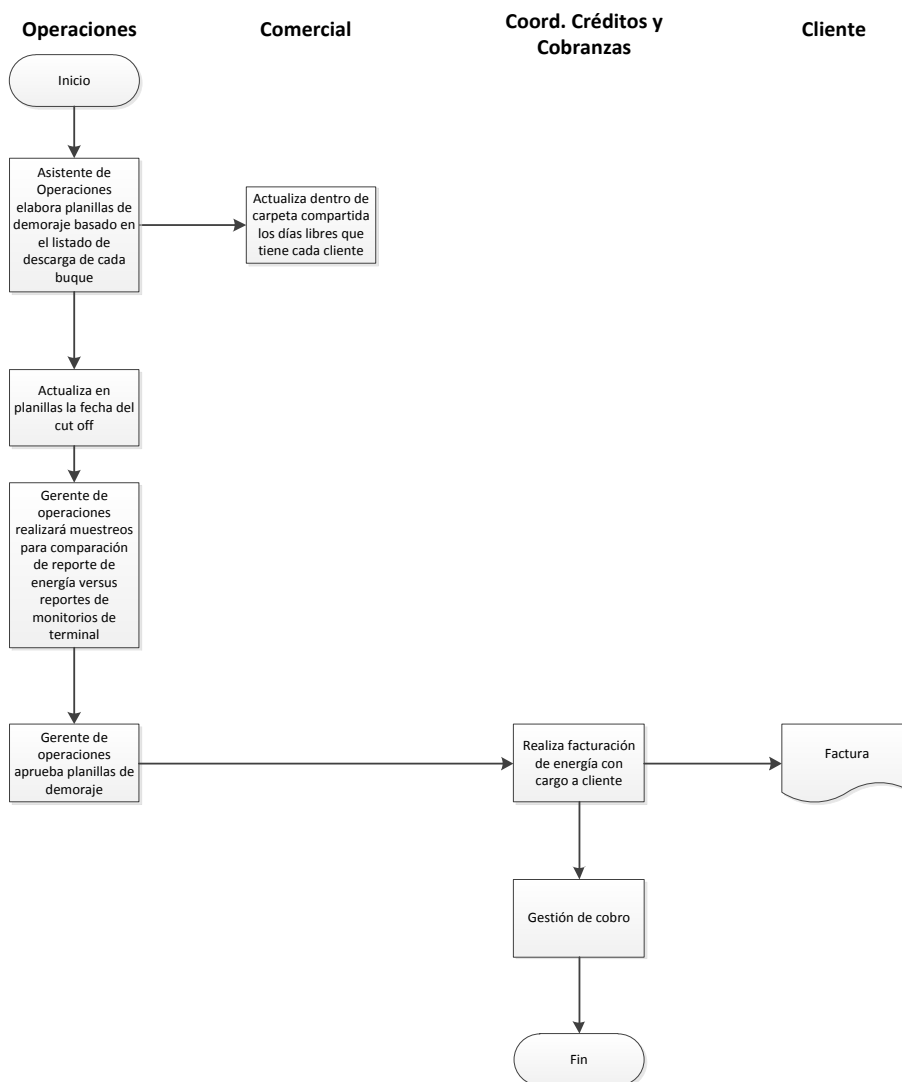 Operaciones
Comercial
Coord. Créditos y
Cobranzas
Cliente
Inicio
Asistente de
Operaciones
elabora planillas de
demoraje basado en
el listado de
descarga de cada
buque
Actualiza dentro de
carpeta compartida
los días libres que
tiene cada cliente
Actualiza en
planillas la fecha del
cut off
Gerente de
operaciones
realizará muestreos
para comparación
de reporte de
energía versus
reportes de
monitorios de
terminal
Gerente de
operaciones
aprueba planillas de
demoraje
Realiza facturación
de energía con
cargo a cliente
Factura
Gestión de cobro
Fin